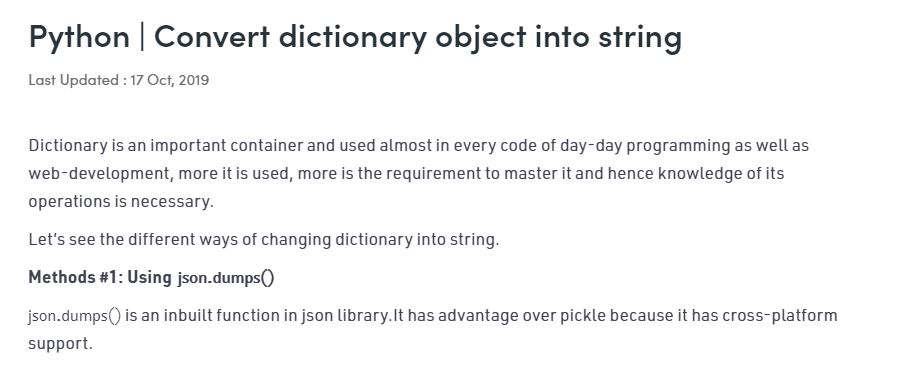 Python | Convert dictionary object into string
Last Updated : 17 Oct, 2019
Dictionary is an important container and used almost in every code of day-day programming as well as
web-development, more it is used, more is the requirement to master it and hence knowledge of its
operations is necessary.
Let's see the different ways of changing dictionary into string.
Methods #1: Using json.dumps()
json.dumps() is an inbuilt function in json library.It has advantage over pickle because it has cross-platform
support.